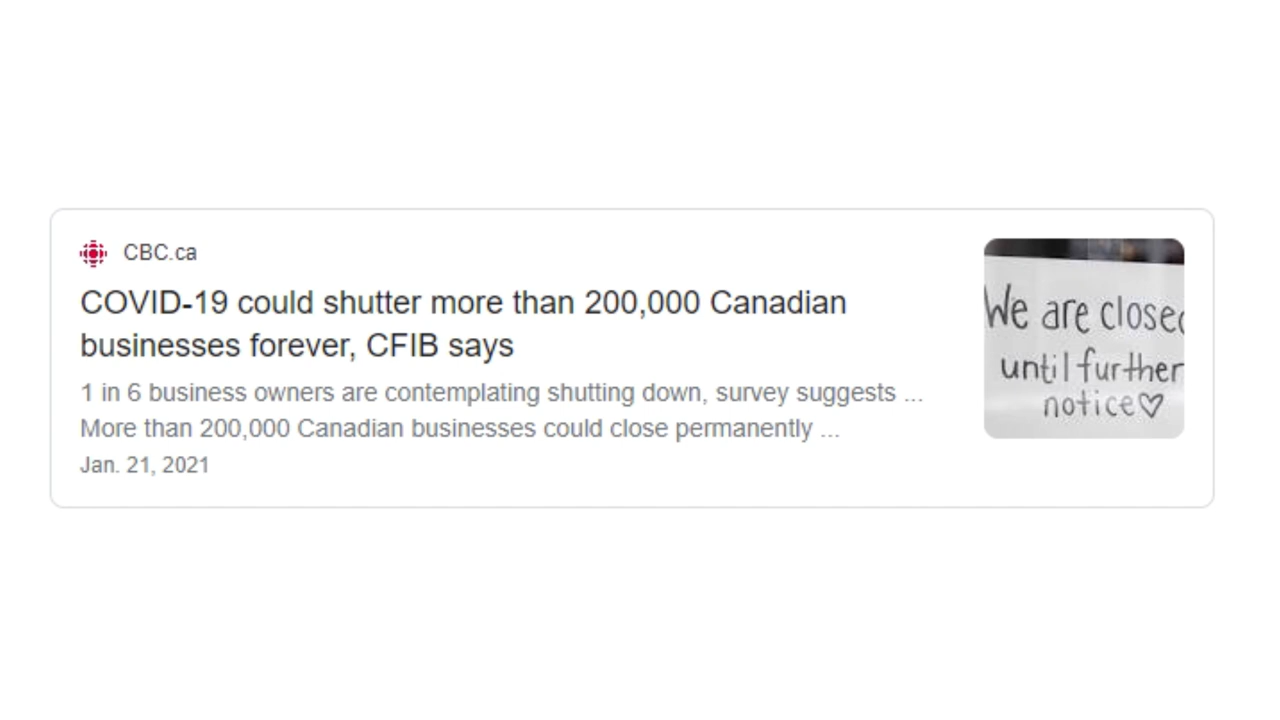 CBC.ca
COVID-19 could shutter more than 200,000 Canadian
businesses forever, CFIB says
1 in 6 business owners are contemplating shutting down, survey suggests ...
More than 200,000 Canadian businesses could close permanently ...
Jan. 21, 2021
We are closed
until further
notice♡